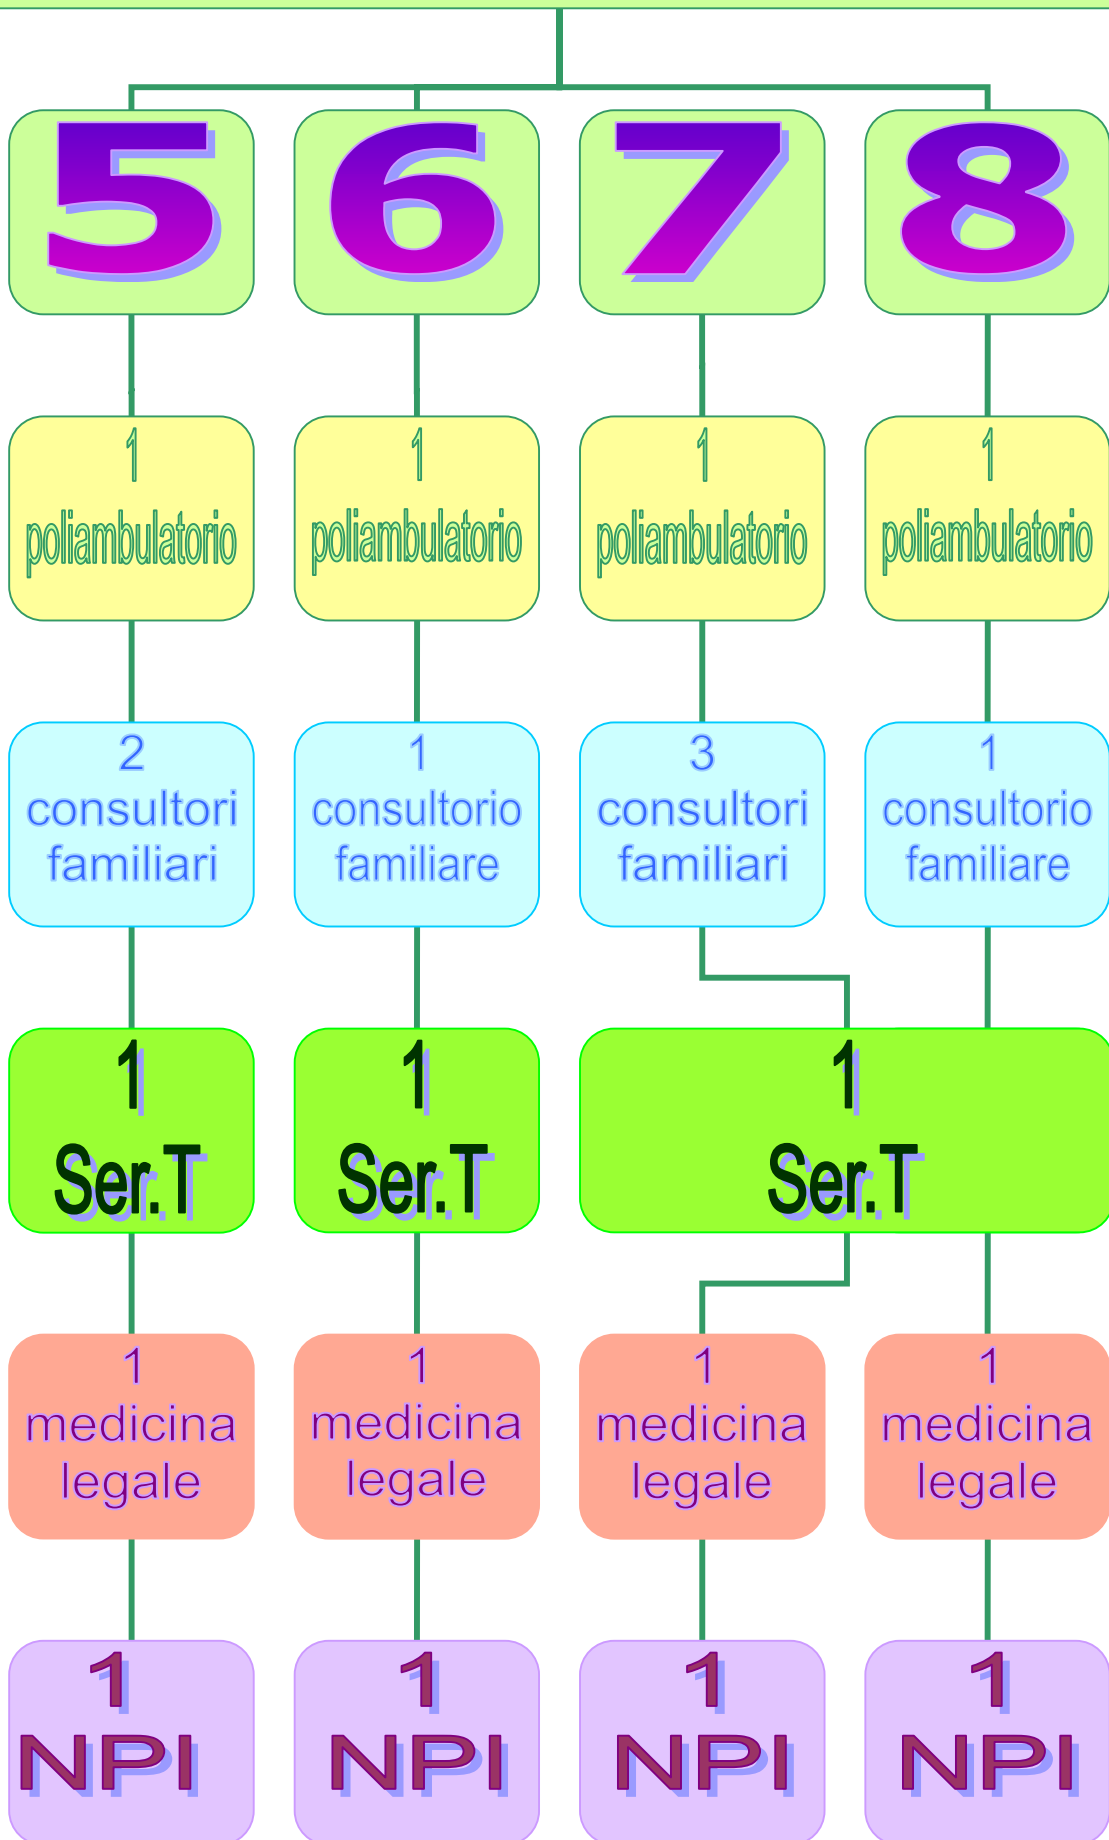 5
6
7
8
1
poliambulatorio
1
poliambulatorio
1
poliambulatorio
1
poliambulatorio
2
consultori
familiari
1
consultorio
familiare
3
consultori
familiari
1
consultorio
familiare
1
Ser.T
1
Ser.T
1
Ser.T
1
medicina
legale
1
medicina
legale
1
medicina
legale
1
medicina
legale
1
NPI
1
NPI
1
NPI
1
NPI